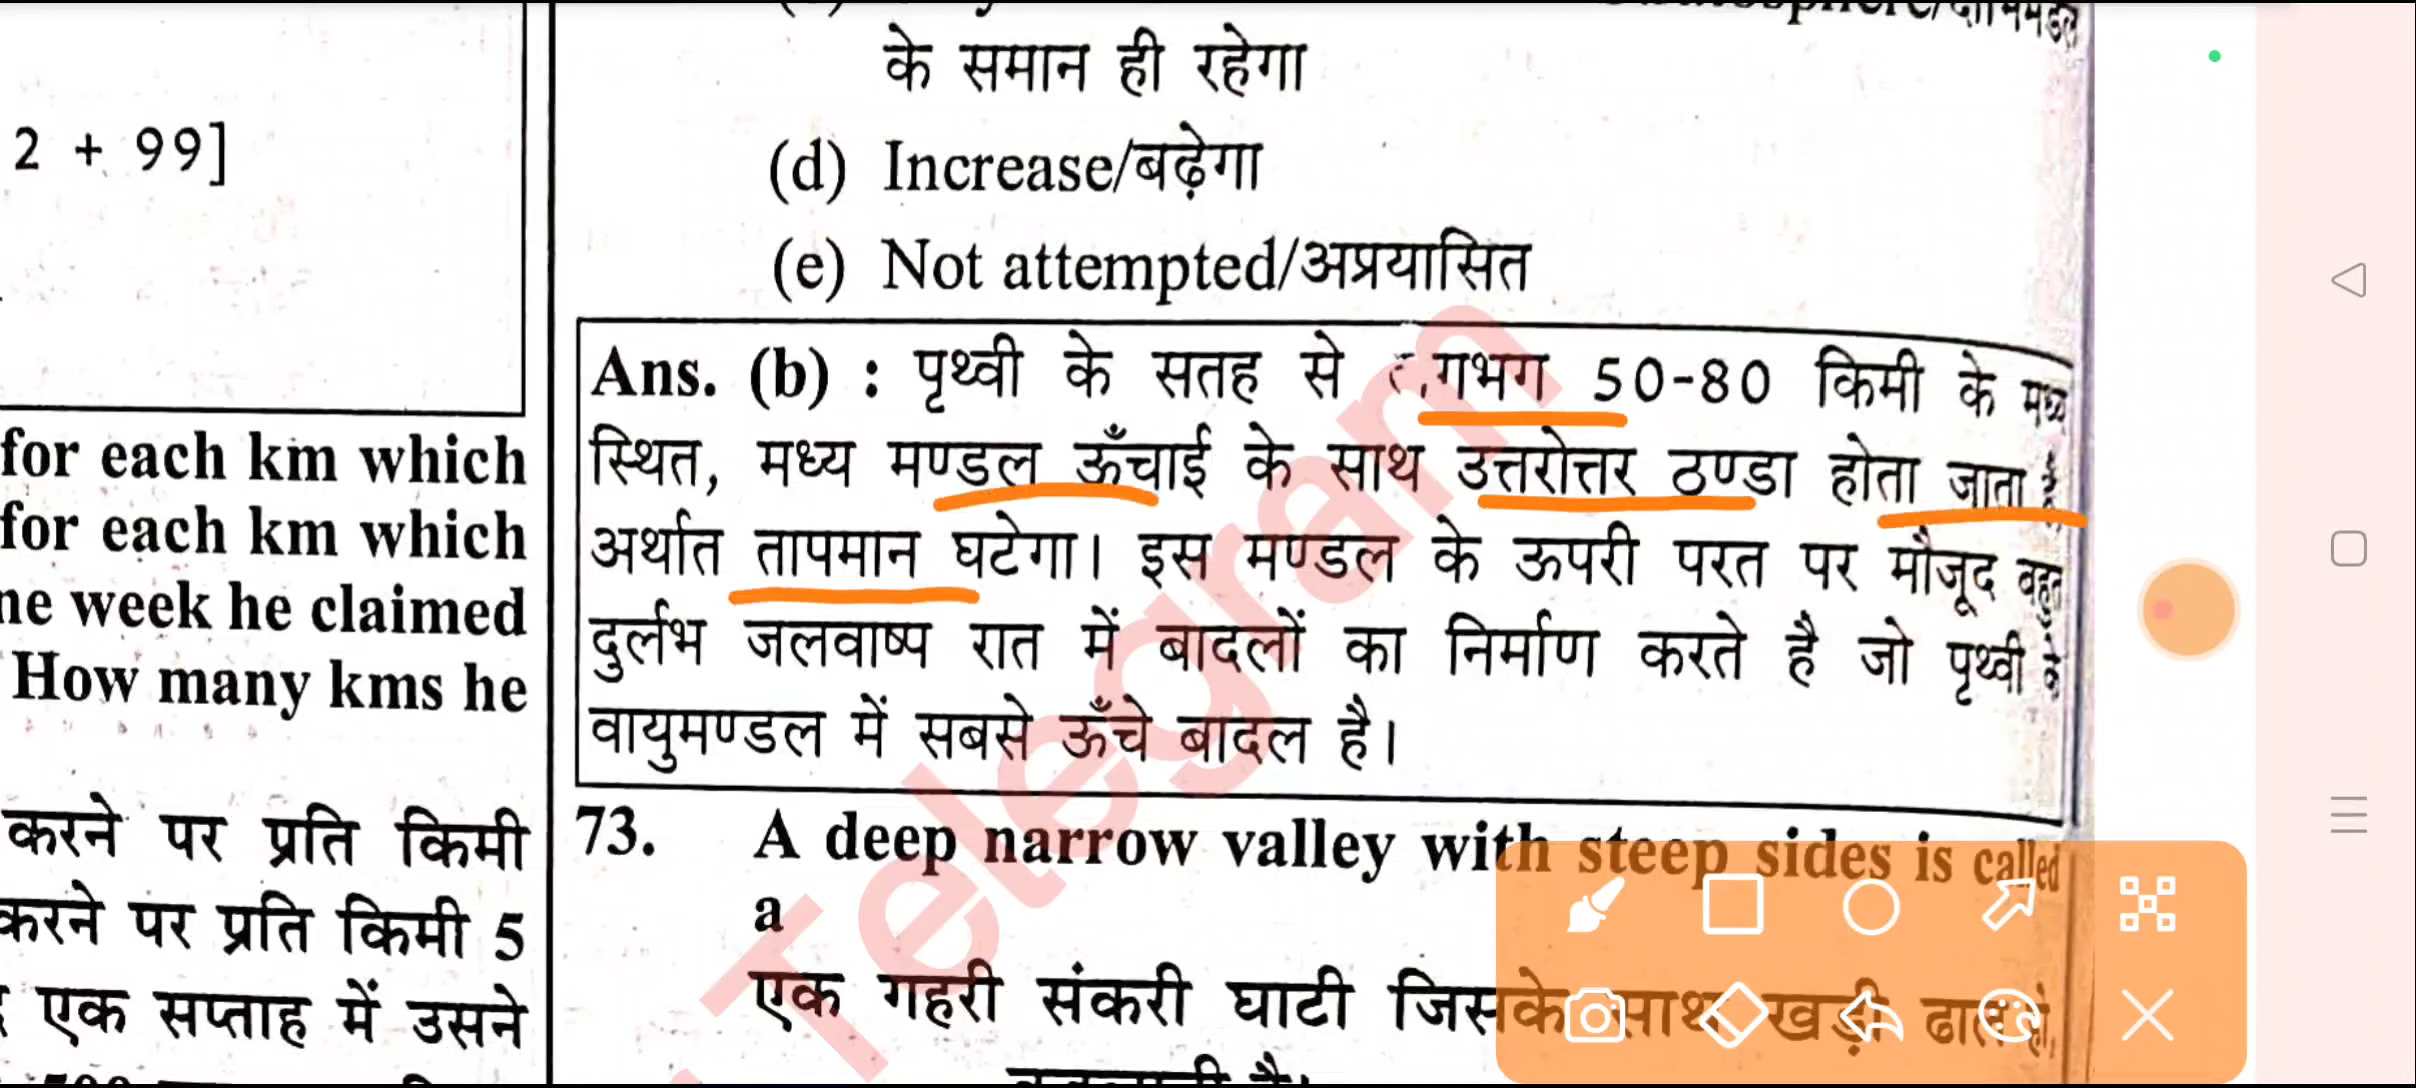 2 + 99]
for each km which
for each km which
week he claimed
How many kms he
करने पर प्रति किमी
करने पर प्रति किमी 5
एक सप्ताह में उसने
के समान ही रहेगा
(d) Increase/बढ़ेगा
(e) Not attempted/अप्रयासित
Ans. (b) : पृथ्वी के सतह से 50-80 किमी के मध्य
स्थित, मध्य मण्डल ऊँचाई के साथ उत्तरोत्तर ठण्डा होता जाता है
अर्थात तापमान घटेगा। इस मण्डल के ऊपरी परत पर मौजूद बहुत
दुर्लभ जलवाष्प रात में बादलों का निर्माण करते है जो पृथ्वी के
वायुमण्डल में सबसे ऊँचे बादल है।
73. A deep narrow valley with steep sides is called
a
एक गहरी संकरी घाटी जिसके साथ खड़ी ढाल हो,
Telegram